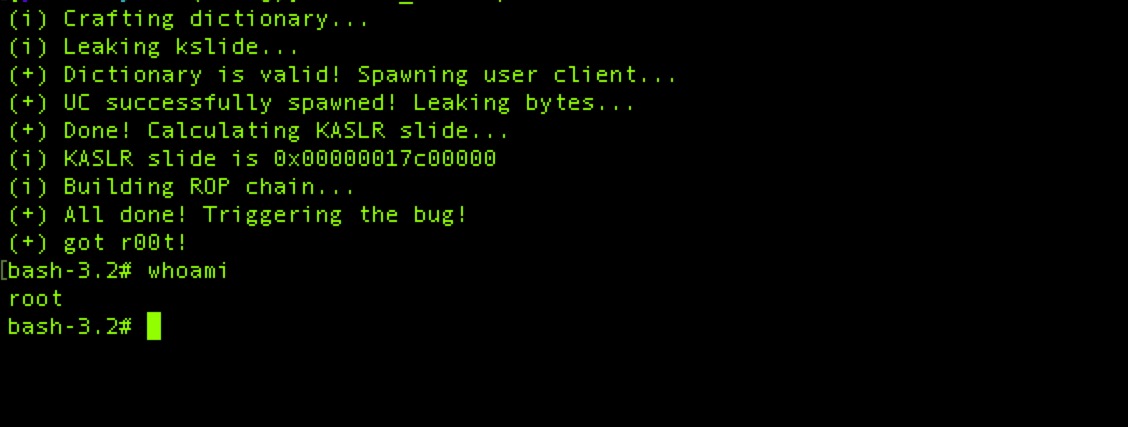 (i) Crafting dictionary...
(i) Leaking kslide...
(+) Dictionary is valid! Spawning user client...
(+) UC successfully spawned! Leaking bytes...
(+) Done! Calculating KASLR slide...
(i) KASLR slide is 0x00000017c00000
(i) Building ROP chain...
(+) All done! Triggering the bug!
(+) got r00t!
[bash-3.2# whoami
root
bash-3.2#